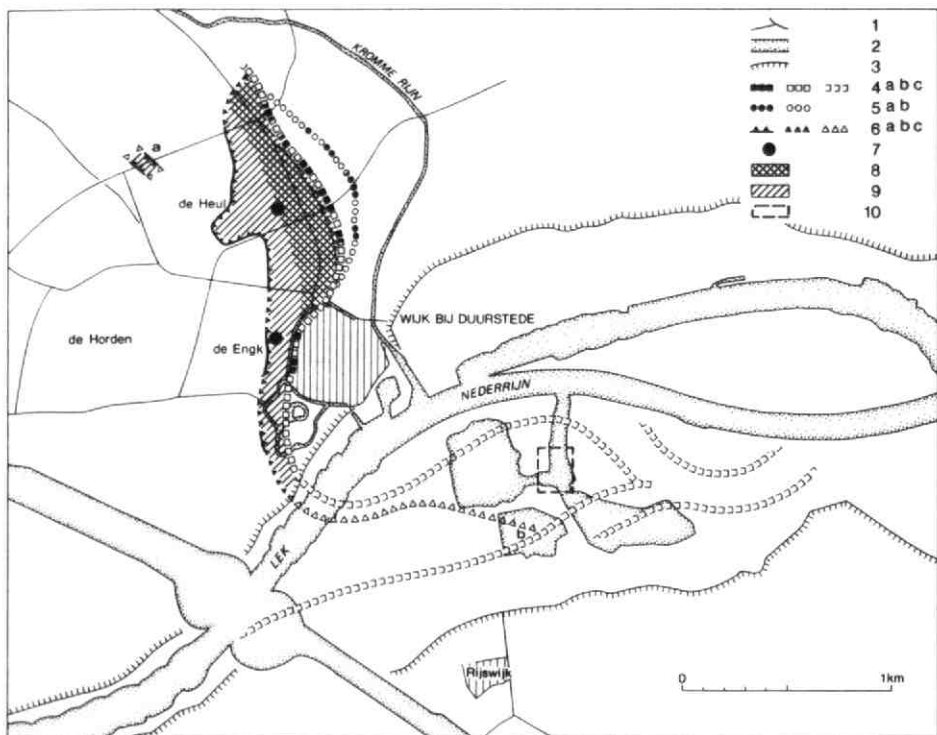 1
2
3
4 a b c
5 a b
6 a b c
7
8
9
10
KROMME RIJN
a
de Heul
WIJK BIJ DUURSTEDE
de Horden
de Engk
NEDERRIJN
b
LEK
Rijswijk
0 1km